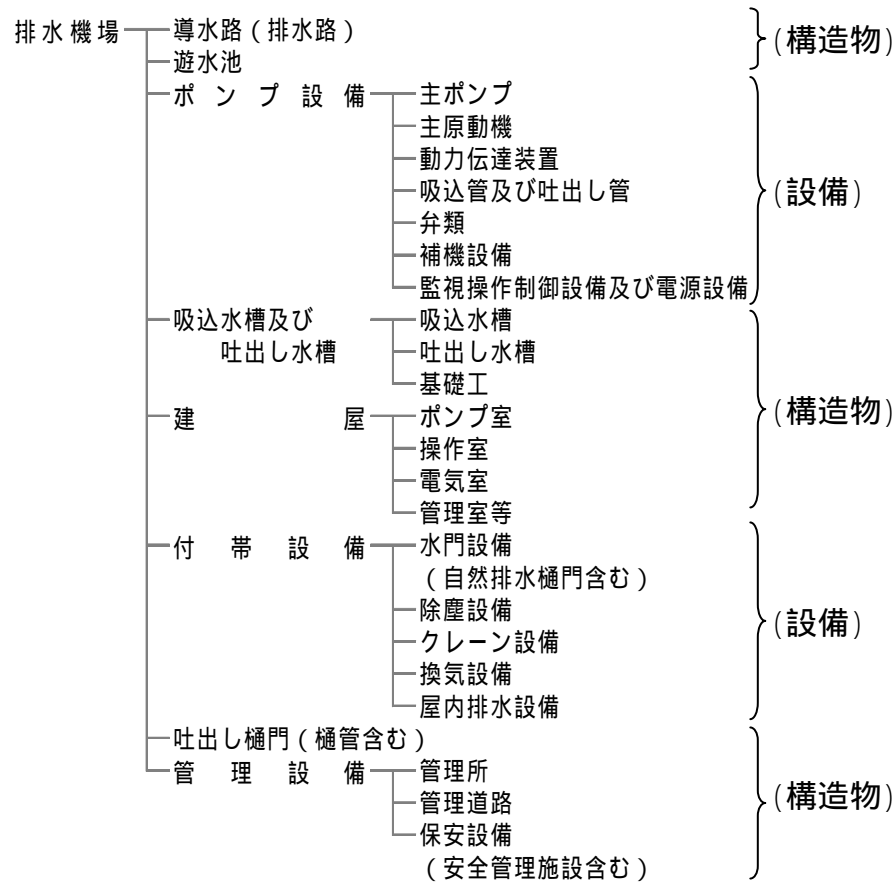 排水機場 導水路（排水路） (構造物)
遊水池
ポンプ設備 主ポンプ
主原動機
動力伝達装置
吸込管及び吐出し管 (設備)
弁類
補機設備
監視操作制御設備及び電源設備
吸込水槽及び 吸込水槽
吐出し水槽 吐出し水槽
基礎工
建屋 ポンプ室 (構造物)
操作室
電気室
管理室等
付帯設備 水門設備
（自然排水樋門含む）
除塵設備 (設備)
クレーン設備
換気設備
屋内排水設備
吐出し樋門（樋管含む）
管理設備 管理所
管理道路 (構造物)
保安設備
（安全管理施設含む）